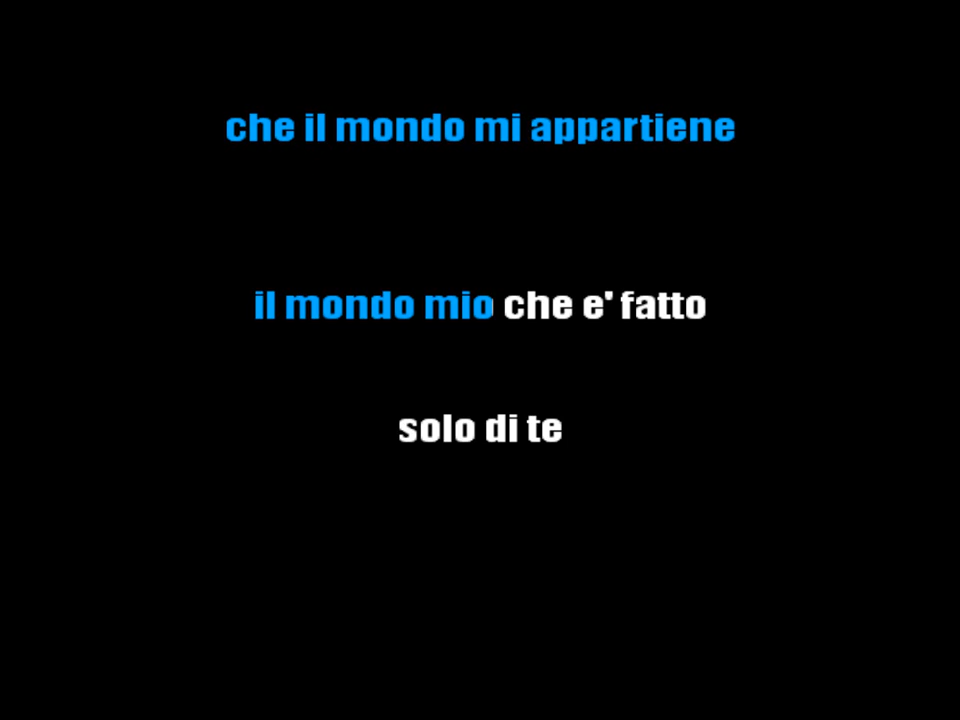 che il mondo mi appartiene
il mondo mio che e' fatto
solo di te